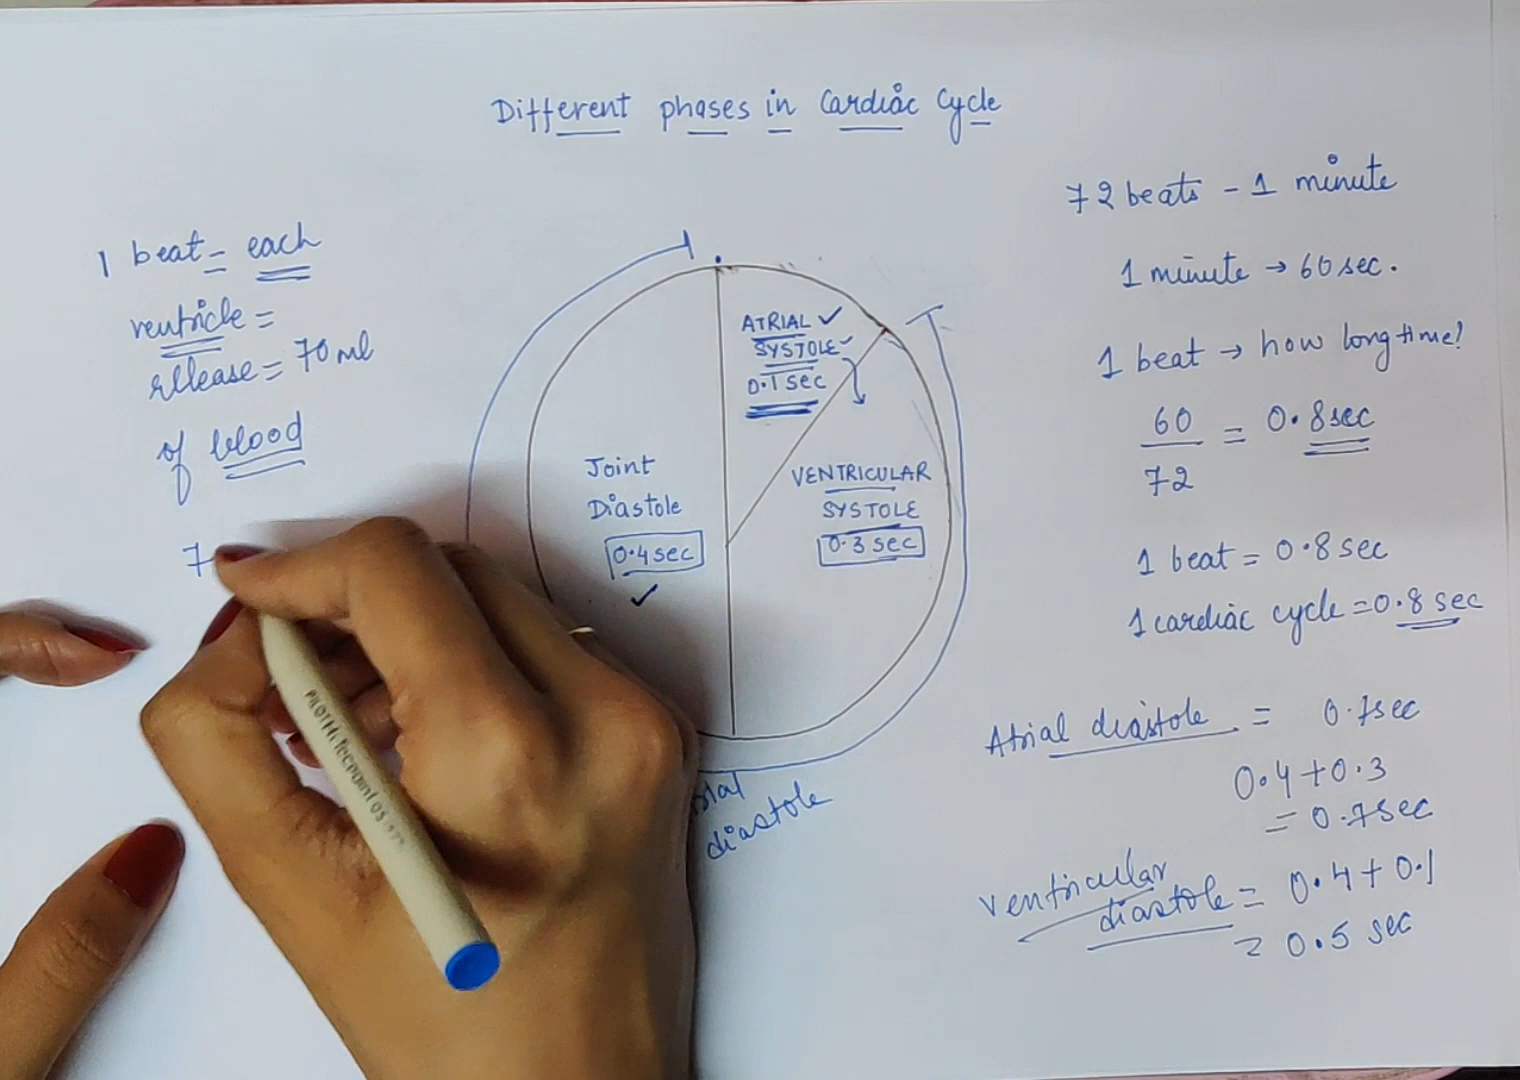 Different phases in Cardiac Cycle
1 beat = each
ventricle =
release = 70 ml
of blood
7
ATRIAL ✓
SYSTOLE
0.1 sec
Joint
Diastole
0.4 sec
✓
VENTRICULAR
SYSTOLE
0.3 sec
diastole
72 beats - 1 minute
1 minute → 60 sec.
1 beat → how long time?
60
72
= 0.8 sec
1 beat = 0.8 sec
1 cardiac cycle = 0.8 sec
Atrial diastole = 0.7 sec
0.4 + 0.3
= 0.7 sec
Ventricular
diastole = 0.4 + 0.1
= 0.5 sec
PILOT Hi-Tecpoint 05